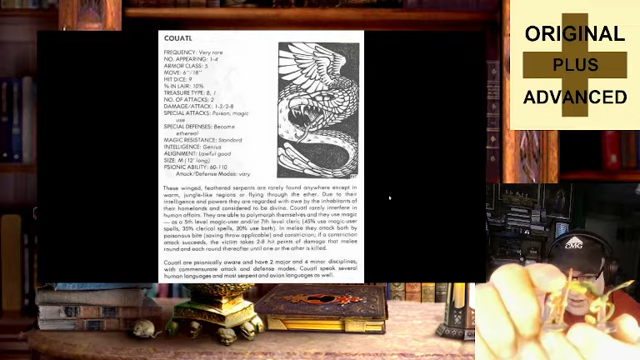 COUATL
FREQUENCY: Very rare
NO. APPEARING: 1-4
ARMOR CLASS: 5
MOVE: 6"/18"
HIT DICE: 9
% IN LAIR: 10%
TREASURE TYPE: B, I
NO. OF ATTACKS: 2
DAMAGE/ATTACK: 1-3/2-8
SPECIAL ATTACKS: Poison, magic
use
SPECIAL DEFENSES: Become
ethereal
MAGIC RESISTANCE: Standard
INTELLIGENCE: Genius
ALIGNMENT: Lawful good
SIZE: M (12' long)
PSIONIC ABILITY: 60-110
Attack/Defense Modes: vary
These winged, feathered serpents are rarely found anywhere except in
warm, jungle-like regions or flying through the ether. Due to their
intelligence and powers they are regarded with awe by the inhabitants of
their homelands and considered to be divine. Couatl rarely interfere in
human affairs. They are able to polymorph themselves and they use magic
— as a 5th level magic-user and/or 7th level cleric (45% use magic-user
spells, 35% clerical spells, 20% use both). In melee they attack both by
poisonous bite (saving throw applicable) and constriction; if a constriction
attack succeeds, the victim takes 2-8 hit points of damage that melee
round and each round thereafter until one or the other is killed.
Couatl are psionically aware and have 2 major and 4 minor disciplines,
with commensurate attack and defense modes. Couatl speak several
human languages and most serpent and avian languages as well.
ORIGINAL
PLUS
ADVANCED